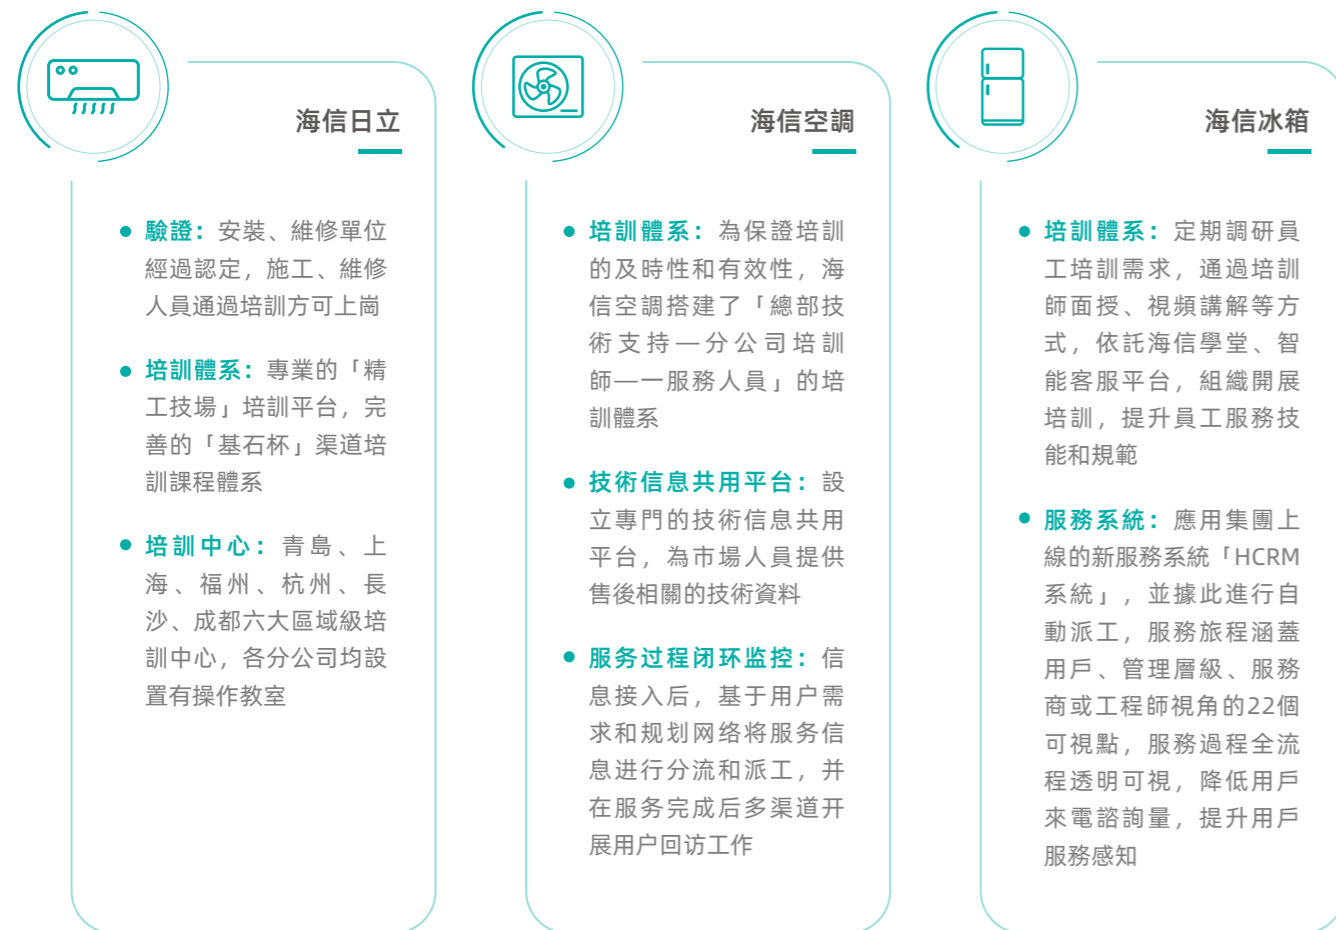 海信日立
驗證：安裝、維修單位
經過認定，施工、維修
人員通過培訓方可上崗
培訓體系：專業的「精
工技場」培訓平台，完
善的「基石杯」渠道培
訓課程體系
培訓中心：青島、上
海、福州、杭州、長
沙、成都六大區域級培
訓中心，各分公司均設
置有操作教室
海信空調
培訓體系：為保證培訓
的及時性和有效性，海
信空調搭建了「總部技
術支持—分公司培訓
師—一服務人員」的培
訓體系
技術信息共用平台：設
立專門的技術信息共用
平台，為市場人員提供
售後相關的技術資料
服务过程闭环监控：信
息接入后，基于用户需
求和规划网络将服务信
息进行分流和派工，并
在服务完成后多渠道开
展用户回访工作
海信冰箱
培訓體系：定期調研員
工培訓需求，通過培訓
師面授、視頻講解等方
式，依託海信學堂、智
能客服平台，組織開展
培訓，提升員工服務技
能和規範
服務系統：應用集團上
線的新服務系統「HCRM
系統」，並據此進行自
動派工，服務旅程涵蓋
用戶、管理層級、服務
商或工程師視角的22個
可視點，服務過程全流
程透明可視，降低用戶
來電諮詢量，提升用戶
服務感知